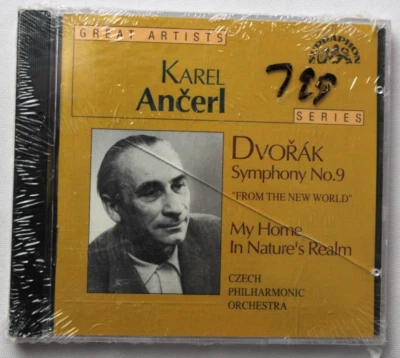 GREAT ARTISTS
SUPRAPHON
KAREL
Ančerl
SERIES
DVOŘÁK
Symphony No.9
"FROM THE NEW WORLD"
My Home
In Nature's Realm
CZECH
PHILHARMONIC
ORCHESTRA